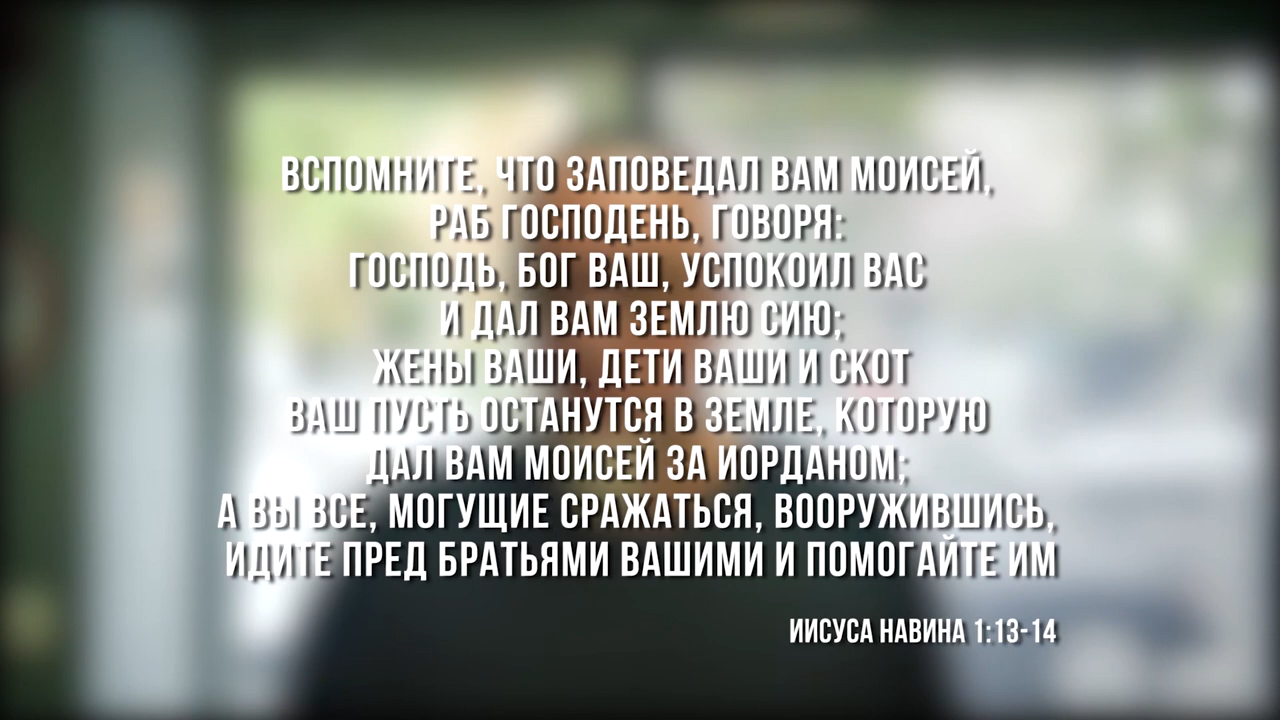 ВСПОМНИТЕ, ЧТО ЗАПОВЕДАЛ ВАМ МОИСЕЙ,
РАБ ГОСПОДЕНЬ, ГОВОРЯ:
ГОСПОДЬ, БОГ ВАШ, УСПОКОИЛ ВАС
И ДАЛ ВАМ ЗЕМЛЮ СИЮ;
ЖЕНЫ ВАШИ, ДЕТИ ВАШИ И СКОТ
ВАШ ПУСТЬ ОСТАНУТСЯ В ЗЕМЛЕ, КОТОРУЮ
ДАЛ ВАМ МОИСЕЙ ЗА ИОРДАНОМ;
А ВЫ ВСЕ, МОГУЩИЕ СРАЖАТЬСЯ, ВООРУЖИВШИСЬ,
ИДИТЕ ПРЕД БРАТЬЯМИ ВАШИМИ И ПОМОГАЙТЕ ИМ
ИИСУСА НАВИНА 1:13-14